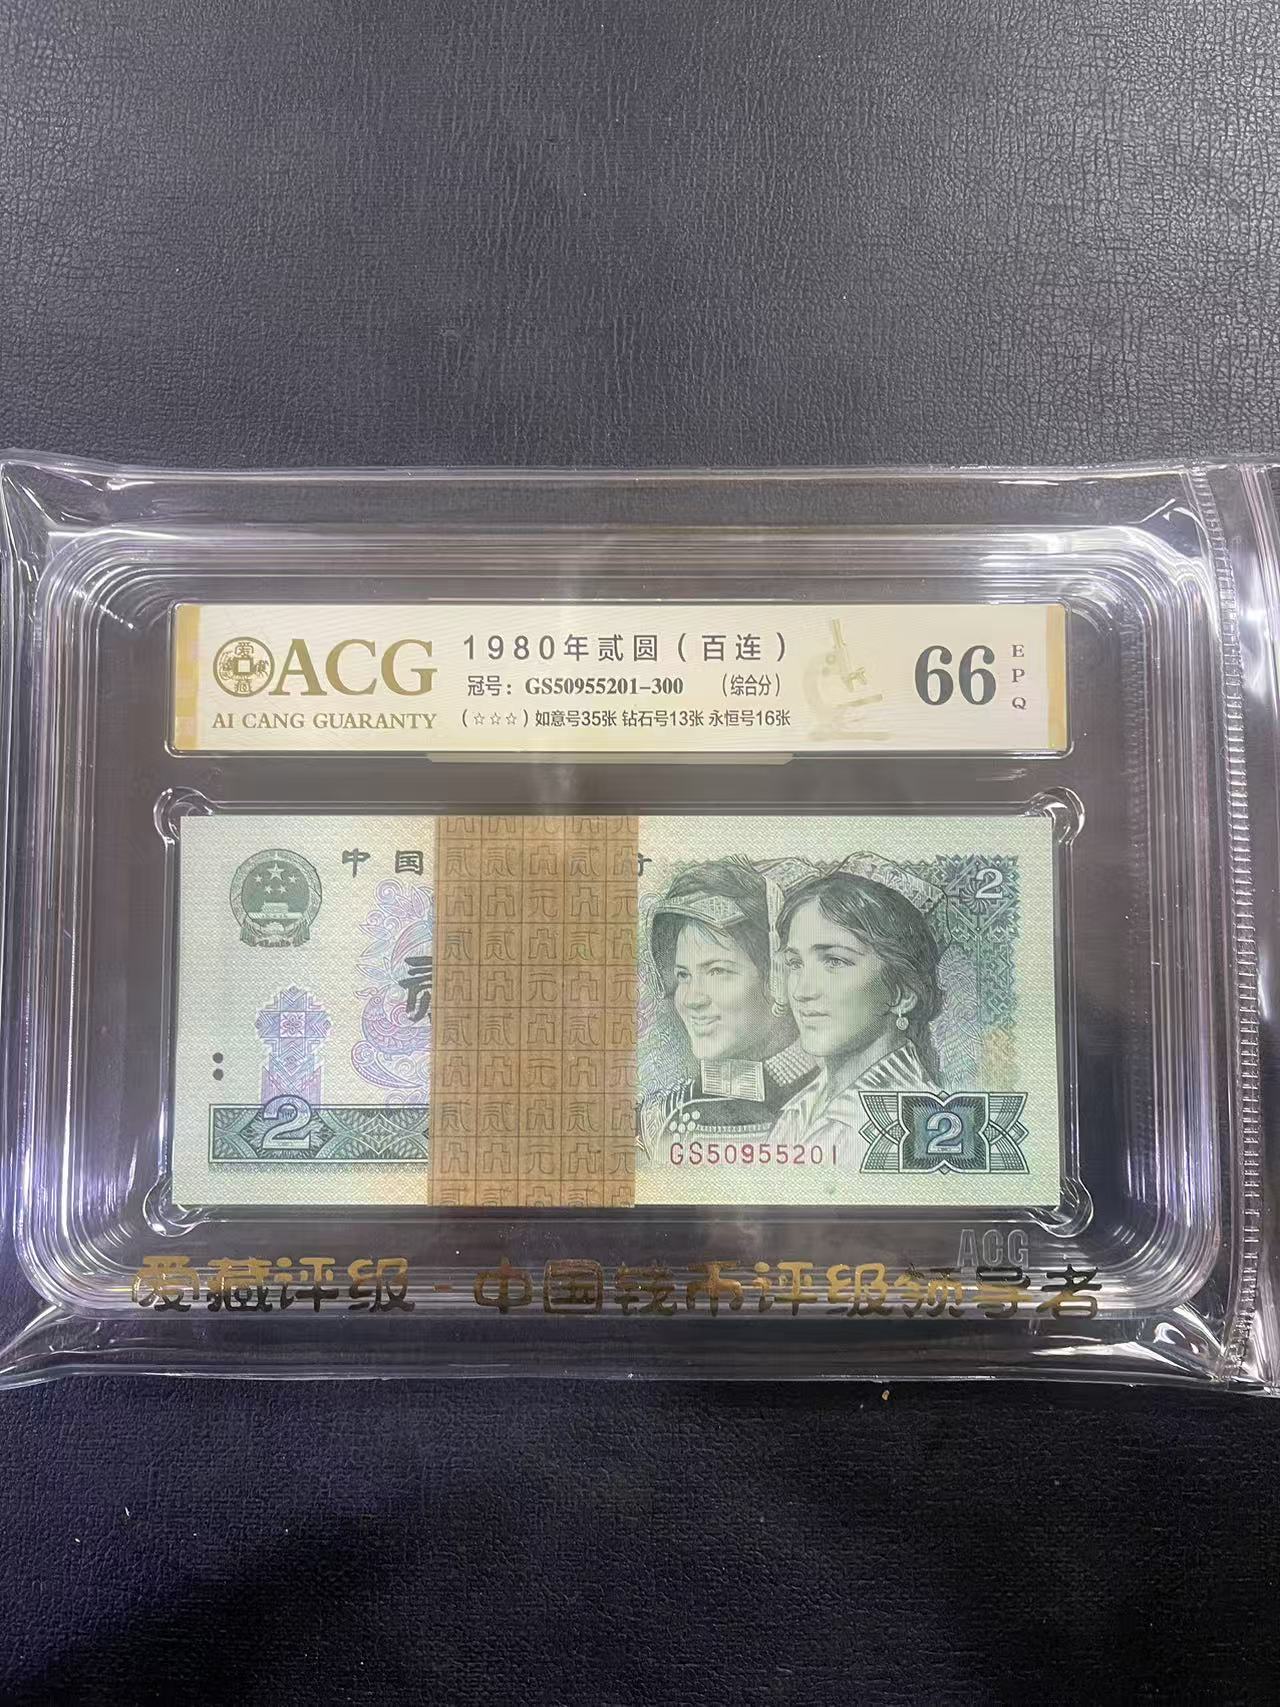 ACG
AI CANG GUARANTY
1980年贰圆（百连）
冠号：GS50955201-300 （综合分）
（☆☆☆）如意号35张 钻石号13张 永恒号16张
66
EPQ
中国
行
贰
2
2
2
GS50955201
ACG
爱藏评级-中国钱币评级领导者